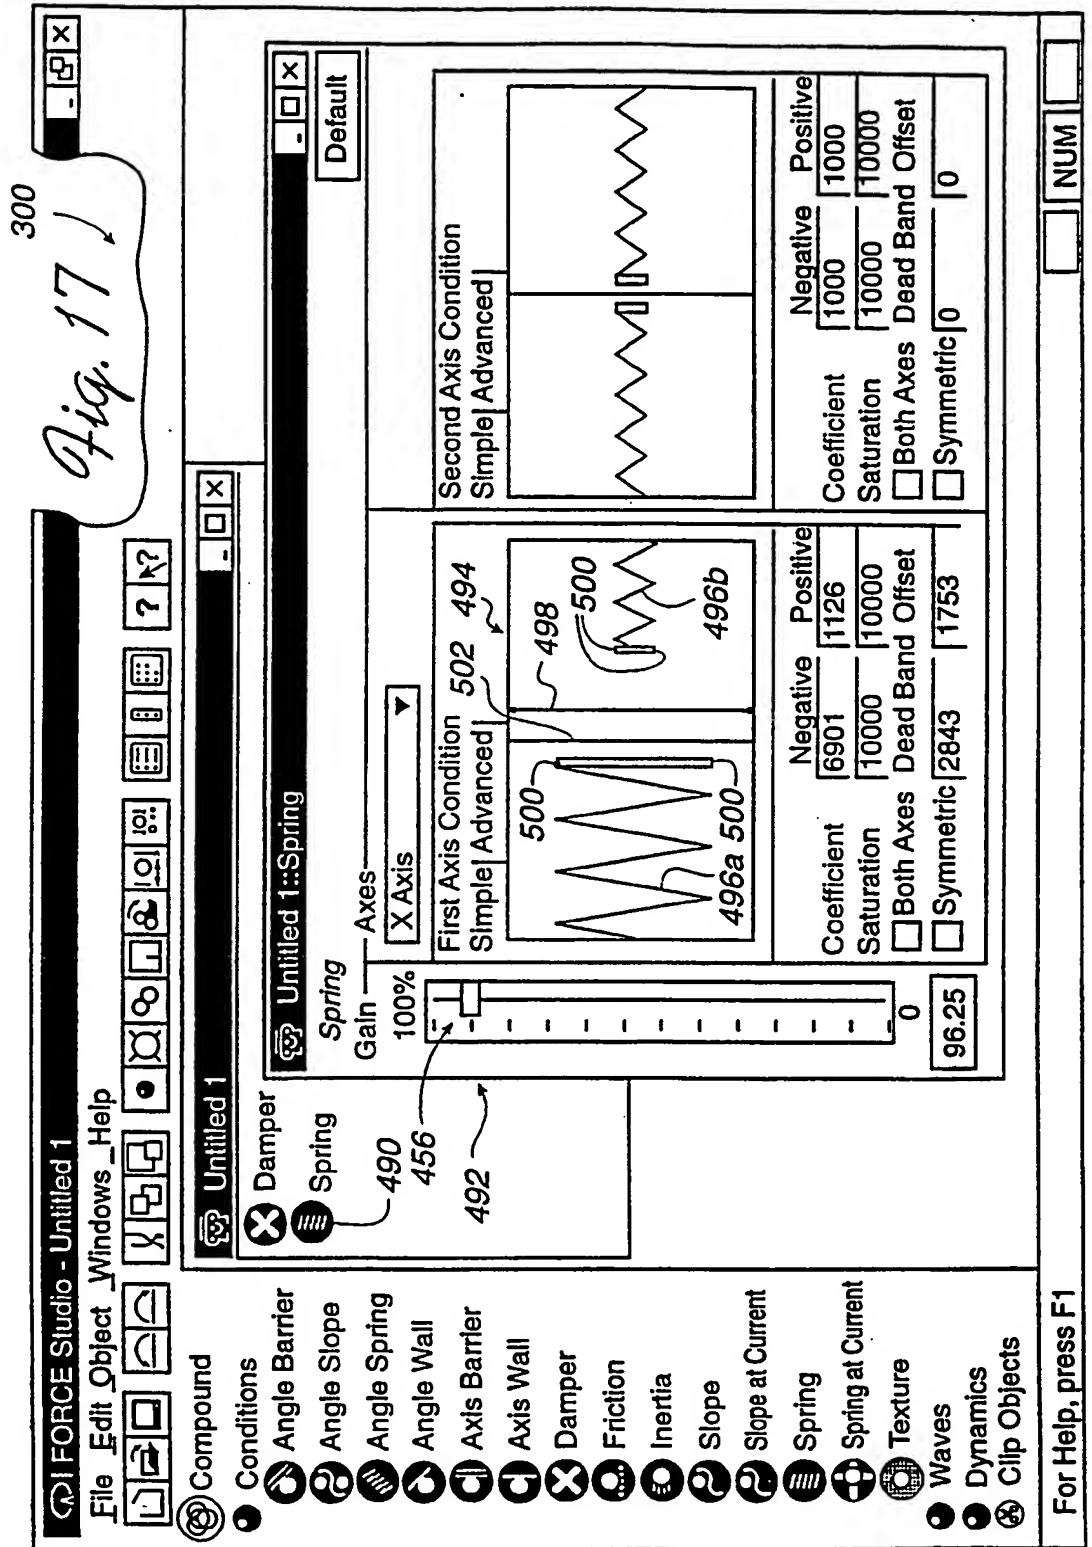 300
Fig. 17
I FORCE Studio - Untitled 1
File Edit Object Windows Help
? ?
Compound
Conditions
Angle Barrier
Angle Slope
Angle Spring
Angle Wall
Axis Barrier
Axis Wall
Damper
Friction
Inertia
Slope
Slope at Current
Spring
Spring at Current
Texture
Waves
Dynamics
Clip Objects
Untitled 1
Damper
Spring
490
456
492
Untitled 1::Spring
Default
Spring
Gain
100%
0
96.25
Axes
X Axis
First Axis Condition
Simple Advanced
502
494
498
500
500
500
496a
496b
Negative Positive
Coefficient 6901 1126
Saturation 10000 10000
Both Axes Dead Band Offset
Symmetric 2843 1753
Second Axis Condition
Simple Advanced
Negative Positive
Coefficient 1000 1000
Saturation 10000 10000
Both Axes Dead Band Offset
Symmetric 0 0
For Help, press F1
NUM